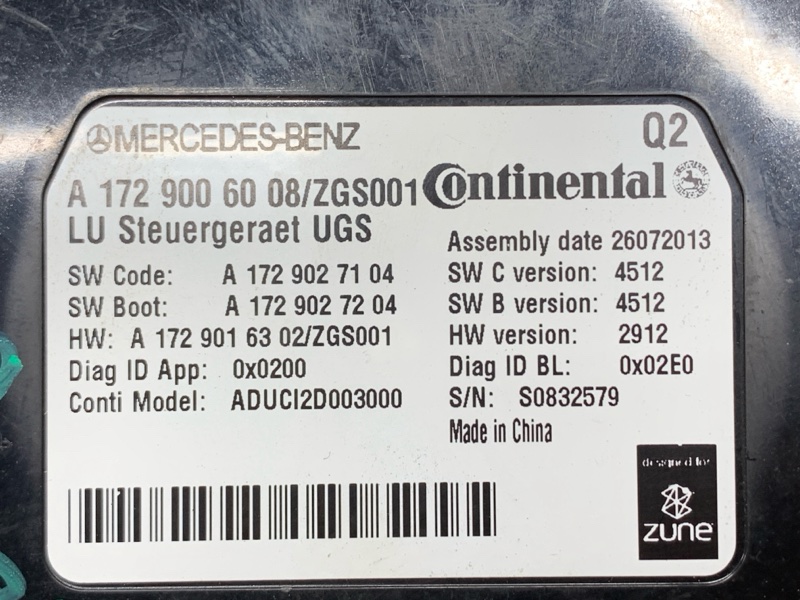 MERCEDES-BENZ Q2
A 172 900 60 08/ZGS001 Continental
LU Steuergeraet UGS
Assembly date 26072013
SW Code: A 172 902 71 04 SW C version: 4512
SW Boot: A 172 902 72 04 SW B version: 4512
HW: A 172 901 63 02/ZGS001 HW version: 2912
Diag ID App: 0x0200 Diag ID BL: 0x02E0
Conti Model: ADUCI2D003000 S/N: S0832579
Made in China
designed for
zune